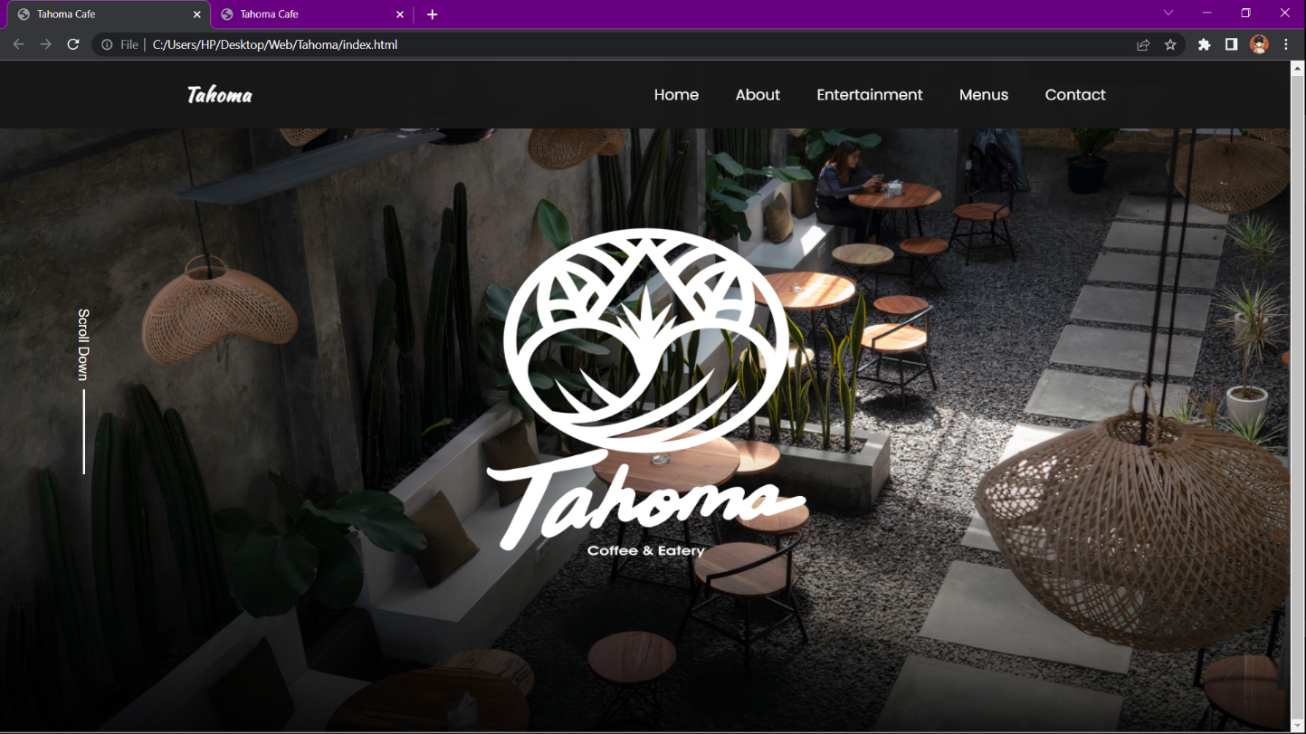 Tahoma Cafe
Tahoma Cafe
File
C:/Users/HP/Desktop/Web/Tahoma/index.html
Tahoma
Home About Entertainment Menus Contact
Scroll Down
Tahoma
Coffee & Eatery